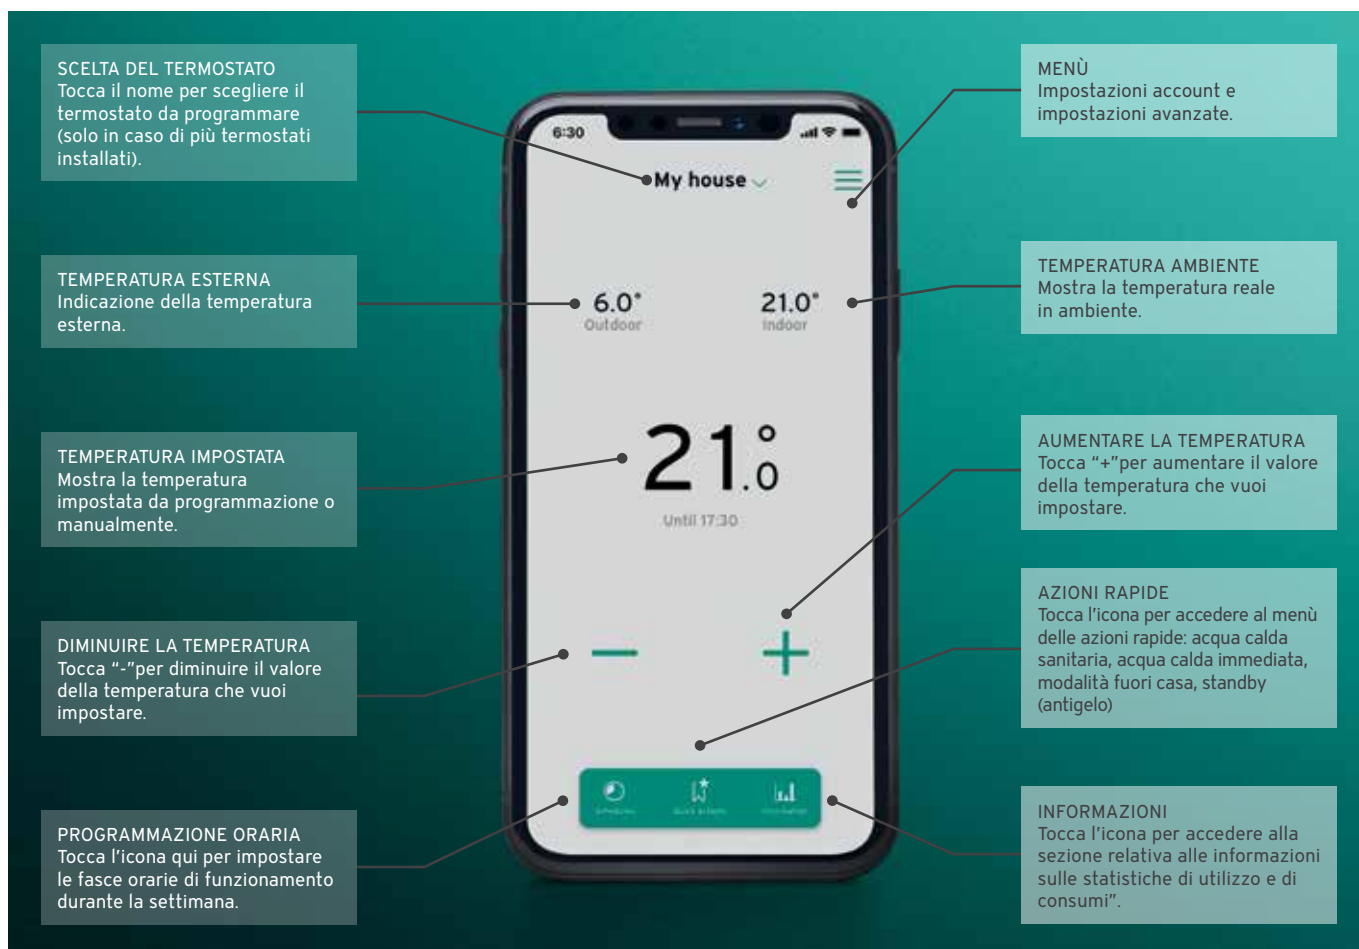 SCELTA DEL TERMOSTATO
Tocca il nome per scegliere il
termostato da programmare
(solo in caso di più termostati
installati).
TEMPERATURA ESTERNA
Indicazione della temperatura
esterna.
TEMPERATURA IMPOSTATA
Mostra la temperatura
impostata da programmazione o
manualmente.
DIMINUIRE LA TEMPERATURA
Tocca “-”per diminuire il valore
della temperatura che vuoi
impostare.
PROGRAMMAZIONE ORARIA
Tocca l'icona qui per impostare
le fasce orarie di funzionamento
durante la settimana.
6:30
My house
6.0°
Outdoor
21.0°
Indoor
21.0°
Until 17:30
MENÙ
Impostazioni account e
impostazioni avanzate.
TEMPERATURA AMBIENTE
Mostra la temperatura reale
in ambiente.
AUMENTARE LA TEMPERATURA
Tocca “+”per aumentare il valore
della temperatura che vuoi
impostare.
AZIONI RAPIDE
Tocca l'icona per accedere al menù
delle azioni rapide: acqua calda
sanitaria, acqua calda immediata,
modalità fuori casa, standby
(antigelo)
INFORMAZIONI
Tocca l'icona per accedere alla
sezione relativa alle informazioni
sulle statistiche di utilizzo e di
consumi”.